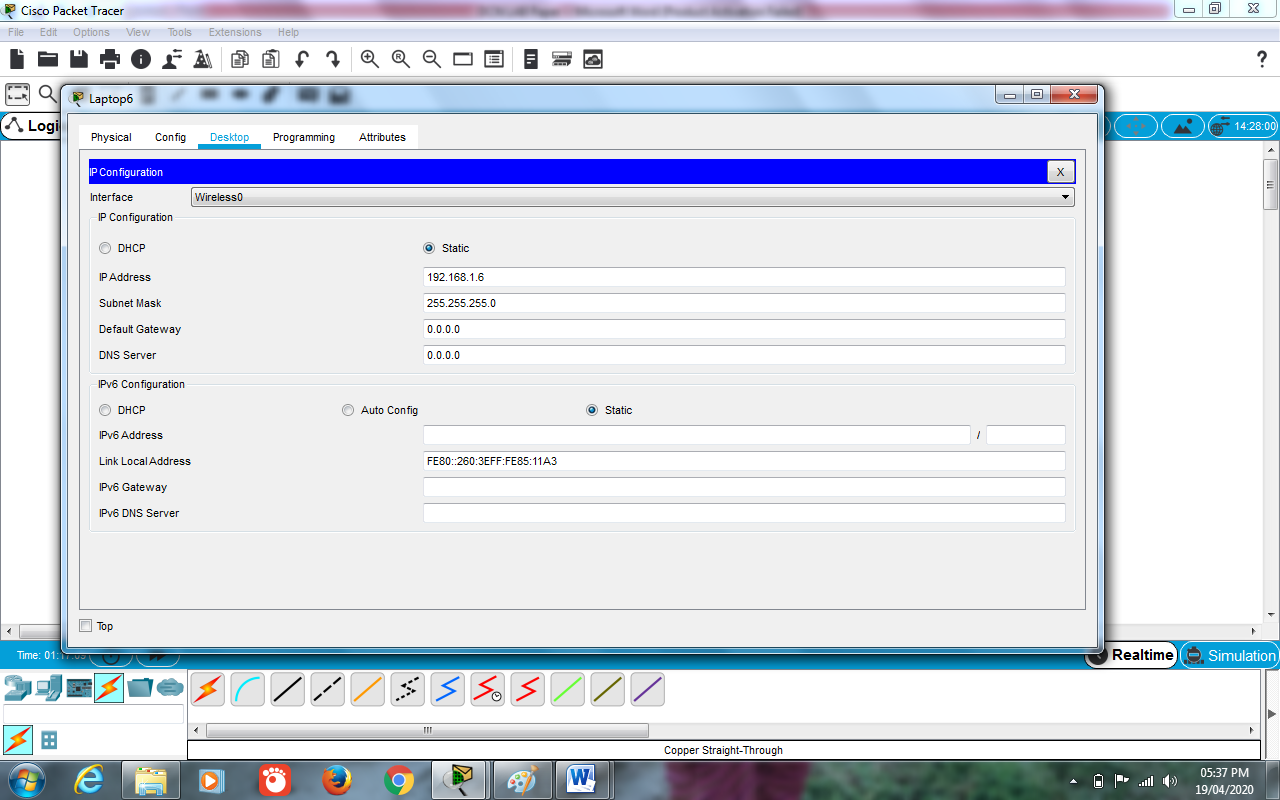 Cisco Packet Tracer
File Edit Options View Tools Extensions Help
?
Laptop6
Logi
14:28:00
Physical Config Desktop Programming Attributes
IP Configuration X
Interface Wireless0
IP Configuration
DHCP Static
IP Address 192.168.1.6
Subnet Mask 255.255.255.0
Default Gateway 0.0.0.0
DNS Server 0.0.0.0
IPv6 Configuration
DHCP Auto Config Static
IPv6 Address /
Link Local Address FE80::260:3EFF:FE85:11A3
IPv6 Gateway
IPv6 DNS Server
Top
Time: 01:17:09 Realtime Simulation
Copper Straight-Through
05:37 PM
19/04/2020